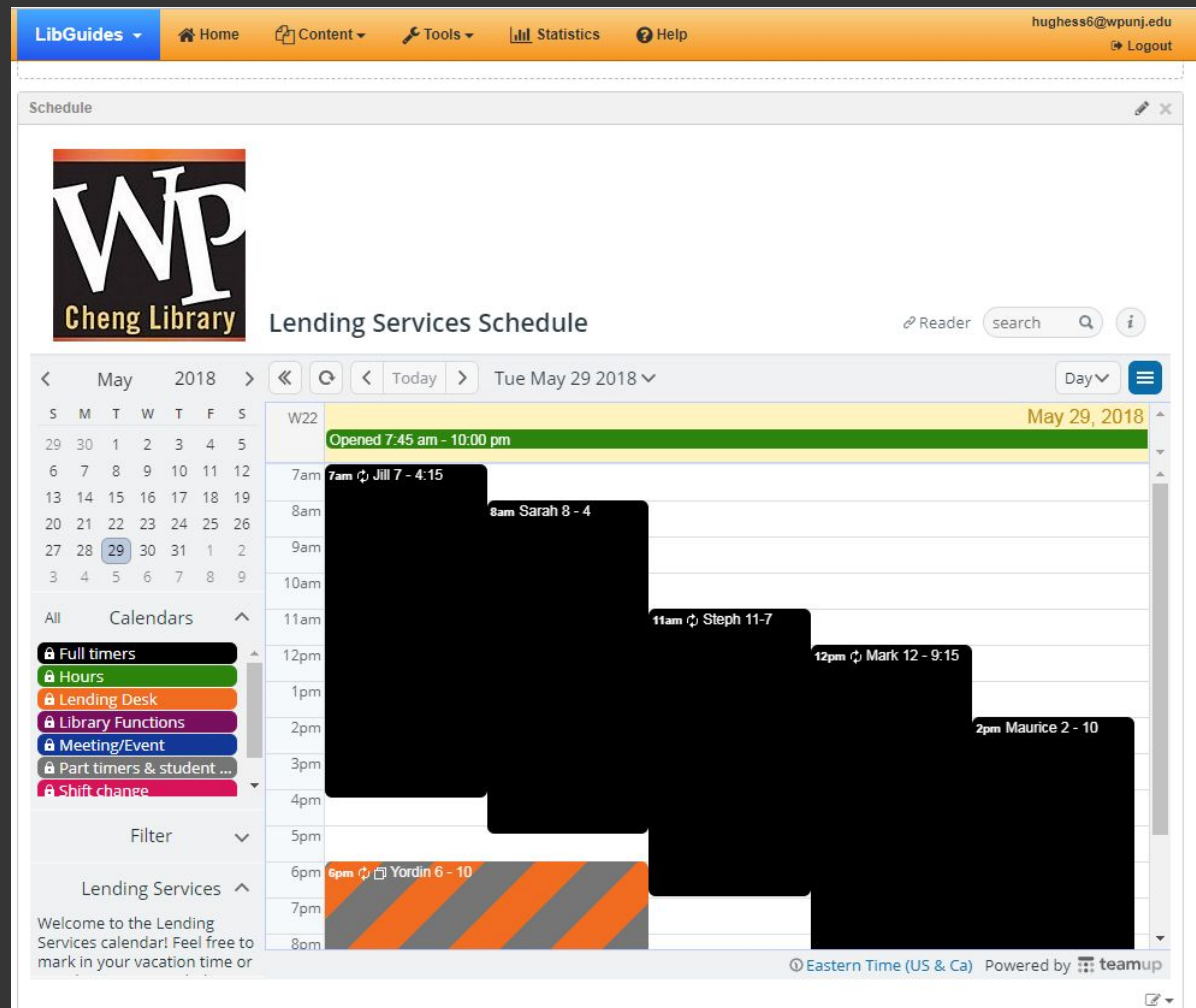 LibGuides Home Content Tools Statistics Help
hughess6@wpunj.edu
Logout
Schedule
WP
Cheng Library
Lending Services Schedule
Reader search i
May 2018
Today Tue May 29 2018 Day
S M T W T F S
29 30 1 2 3 4 5
6 7 8 9 10 11 12
13 14 15 16 17 18 19
20 21 22 23 24 25 26
27 28 29 30 31 1 2
3 4 5 6 7 8 9
All Calendars
Full timers
Hours
Lending Desk
Library Functions
Meeting/Event
Part timers & student ...
Shift change
Filter
Lending Services
Welcome to the Lending
Services calendar! Feel free to
mark in your vacation time or
W22 May 29, 2018
Opened 7:45 am - 10:00 pm
7am 7am Jill 7 - 4:15
8am 8am Sarah 8 - 4
9am
10am
11am 11am Steph 11-7
12pm 12pm Mark 12 - 9:15
1pm
2pm 2pm Maurice 2 - 10
3pm
4pm
5pm
6pm 6pm Yordin 6 - 10
7pm
8pm
Eastern Time (US & Ca) Powered by teamup